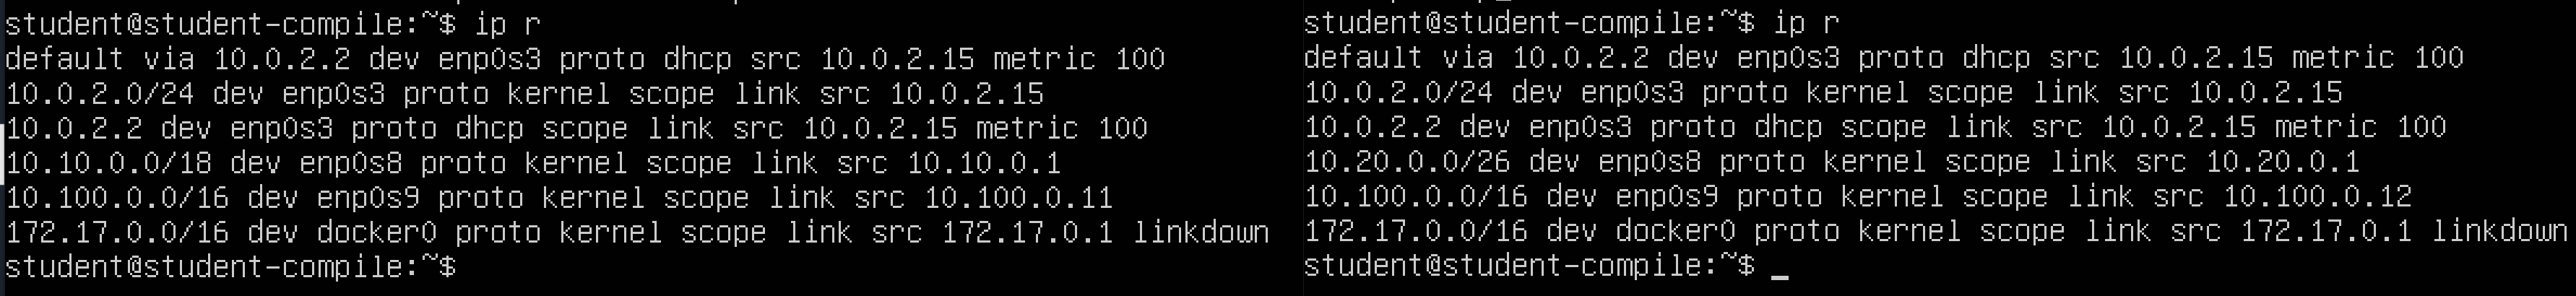 student@student-compile:~$ ip r
default via 10.0.2.2 dev enp0s3 proto dhcp src 10.0.2.15 metric 100
10.0.2.0/24 dev enp0s3 proto kernel scope link src 10.0.2.15
10.0.2.2 dev enp0s3 proto dhcp scope link src 10.0.2.15 metric 100
10.10.0.0/18 dev enp0s8 proto kernel scope link src 10.10.0.1
10.100.0.0/16 dev enp0s9 proto kernel scope link src 10.100.0.11
172.17.0.0/16 dev docker0 proto kernel scope link src 172.17.0.1 linkdown
student@student-compile:~$
student@student-compile:~$ ip r
default via 10.0.2.2 dev enp0s3 proto dhcp src 10.0.2.15 metric 100
10.0.2.0/24 dev enp0s3 proto kernel scope link src 10.0.2.15
10.0.2.2 dev enp0s3 proto dhcp scope link src 10.0.2.15 metric 100
10.20.0.0/26 dev enp0s8 proto kernel scope link src 10.20.0.1
10.100.0.0/16 dev enp0s9 proto kernel scope link src 10.100.0.12
172.17.0.0/16 dev docker0 proto kernel scope link src 172.17.0.1 linkdown
student@student-compile:~$ _